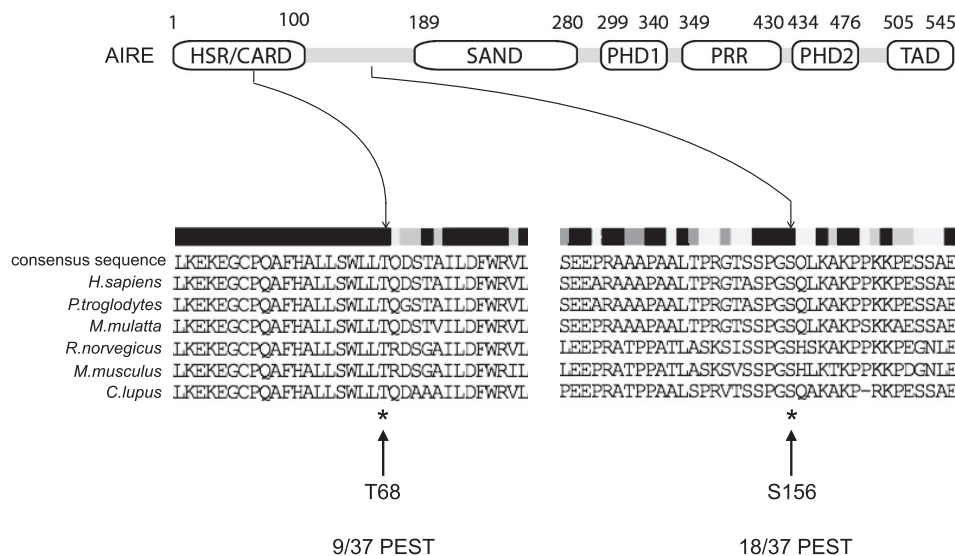 1 100 189 280 299 340 349 430 434 476 505 545
AIRE HSR/CARD SAND PHD1 PRR PHD2 TAD
consensus sequence LKEKEGCPQAFHALLSWLLTQDSTAILDFWRVL SEEPRAAAPAALTPRGTSSPGSQLKAKPPKKPESSAE
H.sapiens LKEKEGCPQAFHALLSWLLTQDSTAILDFWRVL SEEARAAAPAALTPRGTASPGSQLKAKPPKKPESSAE
P.troglodytes LKEKEGCPQAFHALLSWLLTQGSTAILDFWRVL SEEARAAAPAALTPRGTASPGSQLKAKPPKKPESSAE
M.mulatta LKEKEGCPQAFHALLSWLLTQDSTVILDFWRVL SEEPRAAAPAALTPRGTASPGSQLKAKPSKKAESSAE
R.norvegicus LKEKEGCPQAFHALLSWLLTRDSGAILDFWRVL LEEPRATPPATLASKSISSPGSHSKAKPPKKPEGNLE
M.musculus LKEKEGCPQAFHALLSWLLTRDSGAILDFWRIL LEEPRATPPATLASKSVSSPGSHLKTKPPKKPDGNLE
C.lupus LKEKEGCPQAFHALLSWLLTQDAAAILDFWRVL PEEPRATPPAALSPRVTSSPGSQAKAKP-RKPESSAE
* *
T68 S156
9/37 PEST 18/37 PEST